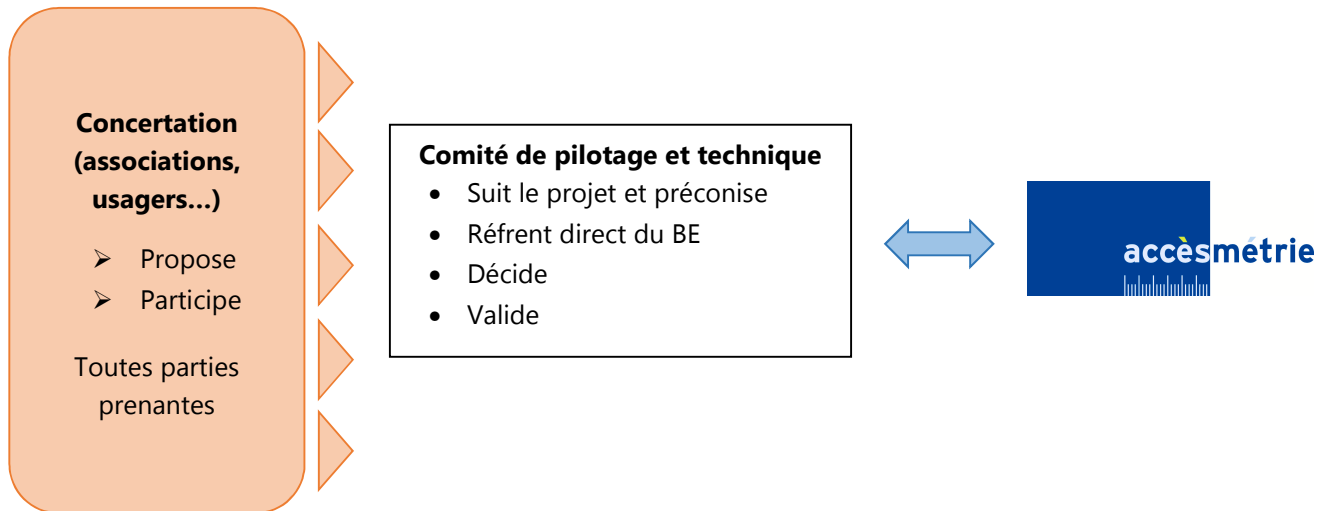 Concertation
(associations,
usagers…)
➢ Propose
➢ Participe
Toutes parties
prenantes
Comité de pilotage et technique
• Suit le projet et préconise
• Réfrent direct du BE
• Décide
• Valide
accèsmétrie